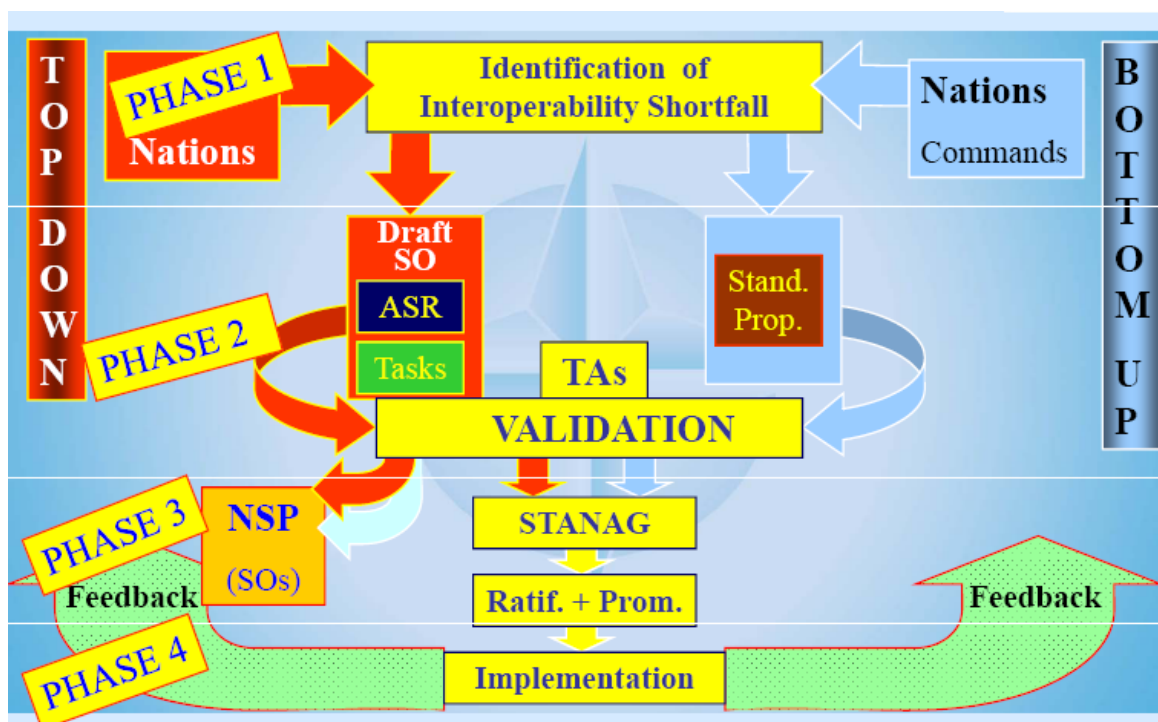 TOP DOWN
PHASE 1
Nations
Identification of
Interoperability Shortfall
Nations
Commands
BOTTOM UP
Draft
SO
ASR
Tasks
Stand.
Prop.
PHASE 2
TAs
VALIDATION
PHASE 3
NSP
(SOs)
STANAG
Feedback
Ratif. + Prom.
Feedback
PHASE 4
Implementation